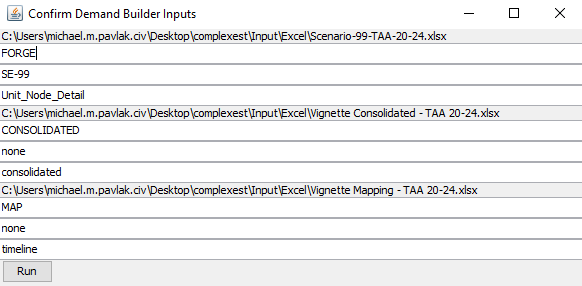 Confirm Demand Builder Inputs
C:\Users\michael.m.pavlak.civ\Desktop\complexest\Input\Excel\Scenario-99-TAA-20-24.xlsx
FORGE
SE-99
Unit_Node_Detail
C:\Users\michael.m.pavlak.civ\Desktop\complexest\Input\Excel\Vignette Consolidated - TAA 20-24.xlsx
CONSOLIDATED
none
consolidated
C:\Users\michael.m.pavlak.civ\Desktop\complexest\Input\Excel\Vignette Mapping - TAA 20-24.xlsx
MAP
none
timeline
Run